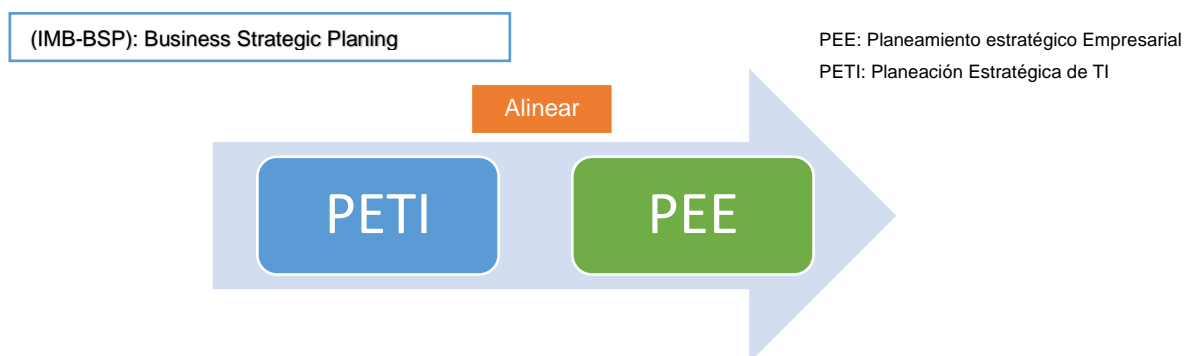 (IMB-BSP): Business Strategic Planing
PEE: Planeamiento estratégico Empresarial
PETI: Planeación Estratégica de TI
Alinear
PETI
PEE